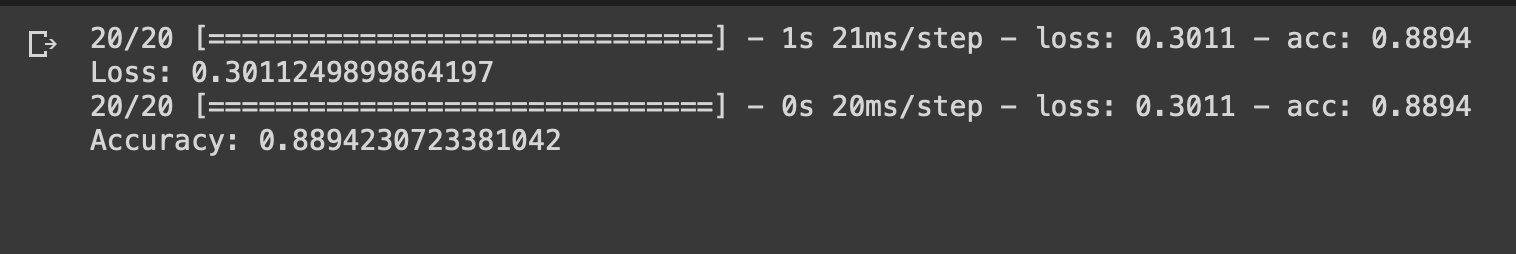 20/20 [==============================] - 1s 21ms/step - loss: 0.3011 - acc: 0.8894
Loss: 0.3011249899864197
20/20 [==============================] - 0s 20ms/step - loss: 0.3011 - acc: 0.8894
Accuracy: 0.8894230723381042